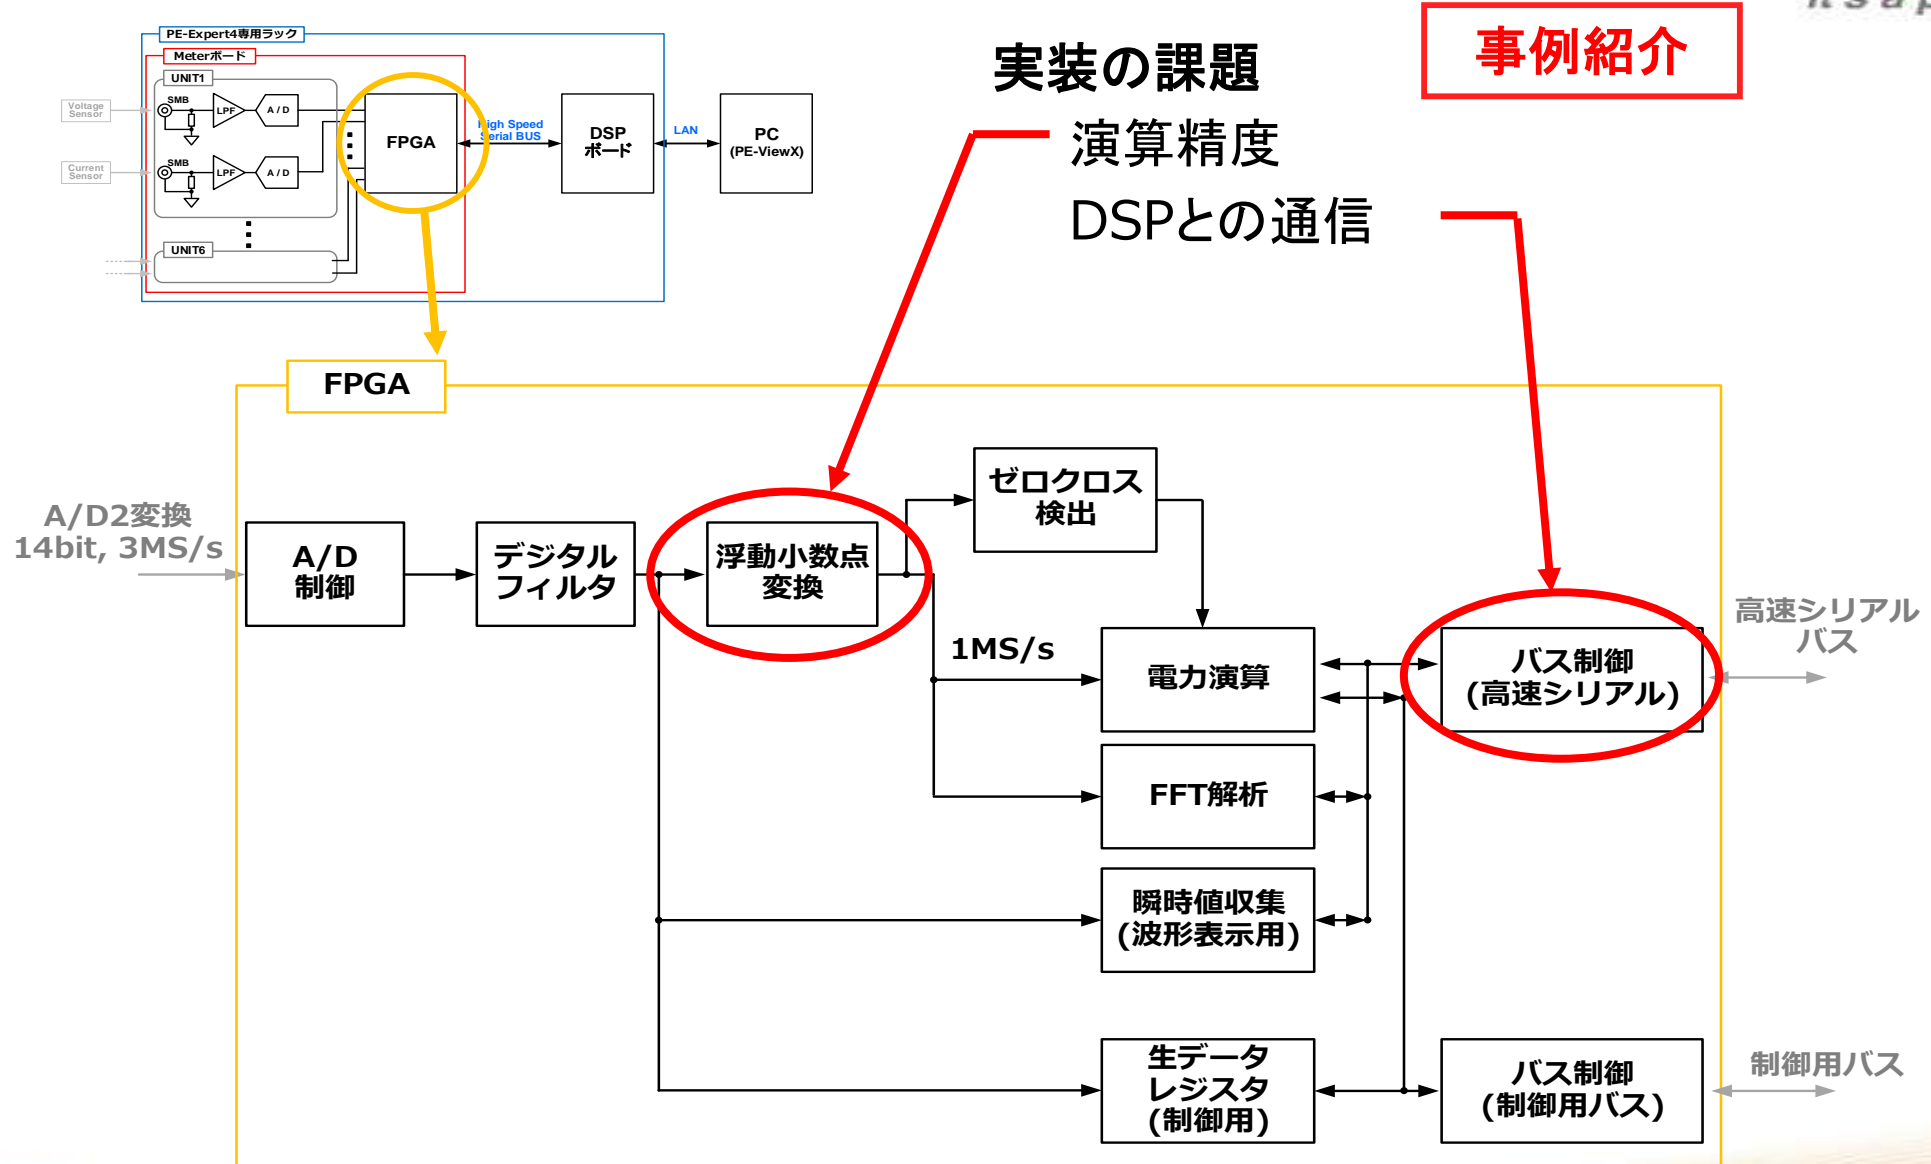 PE-Expert4専用ラック
Meterボード
UNIT1
Voltage
Sensor
SMB
LPF
A / D
Current
Sensor
SMB
LPF
A / D
UNIT6
FPGA
High Speed
Serial BUS
DSP
ボード
LAN
PC
(PE-ViewX)
実装の課題
演算精度
DSPとの通信
事例紹介
FPGA
A/D2変換
14bit, 3MS/s
A/D
制御
デジタル
フィルタ
浮動小数点
変換
ゼロクロス
検出
1MS/s
電力演算
FFT解析
瞬時値収集
(波形表示用)
生データ
レジスタ
(制御用)
バス制御
(高速シリアル)
高速シリアル
バス
バス制御
(制御用バス)
制御用バス